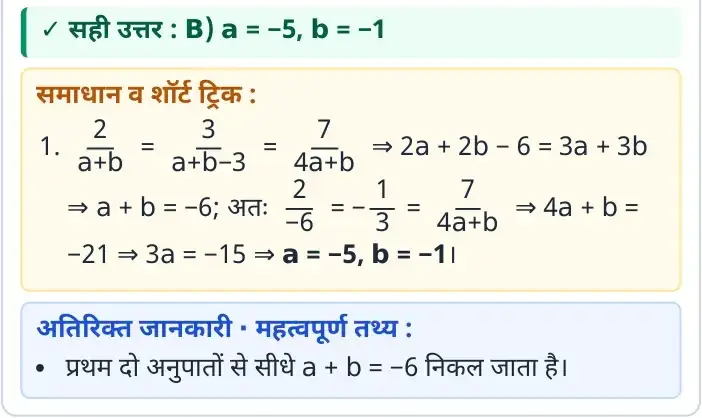 ✓ सही उत्तर : B) a = −5, b = −1
समाधान व शॉर्ट ट्रिक :
1. 2/(a+b) = 3/(a+b−3) = 7/(4a+b) ⇒ 2a + 2b − 6 = 3a + 3b
⇒ a + b = −6; अतः 2/−6 = −1/3 = 7/(4a+b) ⇒ 4a + b =
−21 ⇒ 3a = −15 ⇒ a = −5, b = −1।
अतिरिक्त जानकारी · महत्वपूर्ण तथ्य :
• प्रथम दो अनुपातों से सीधे a + b = −6 निकल जाता है।